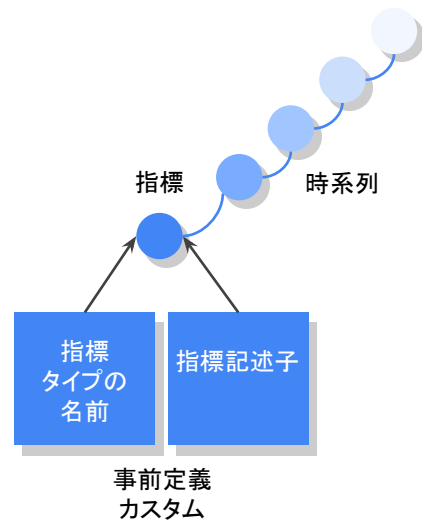 指標
時系列
指標
タイプの
名前
指標記述子
事前定義
カスタム